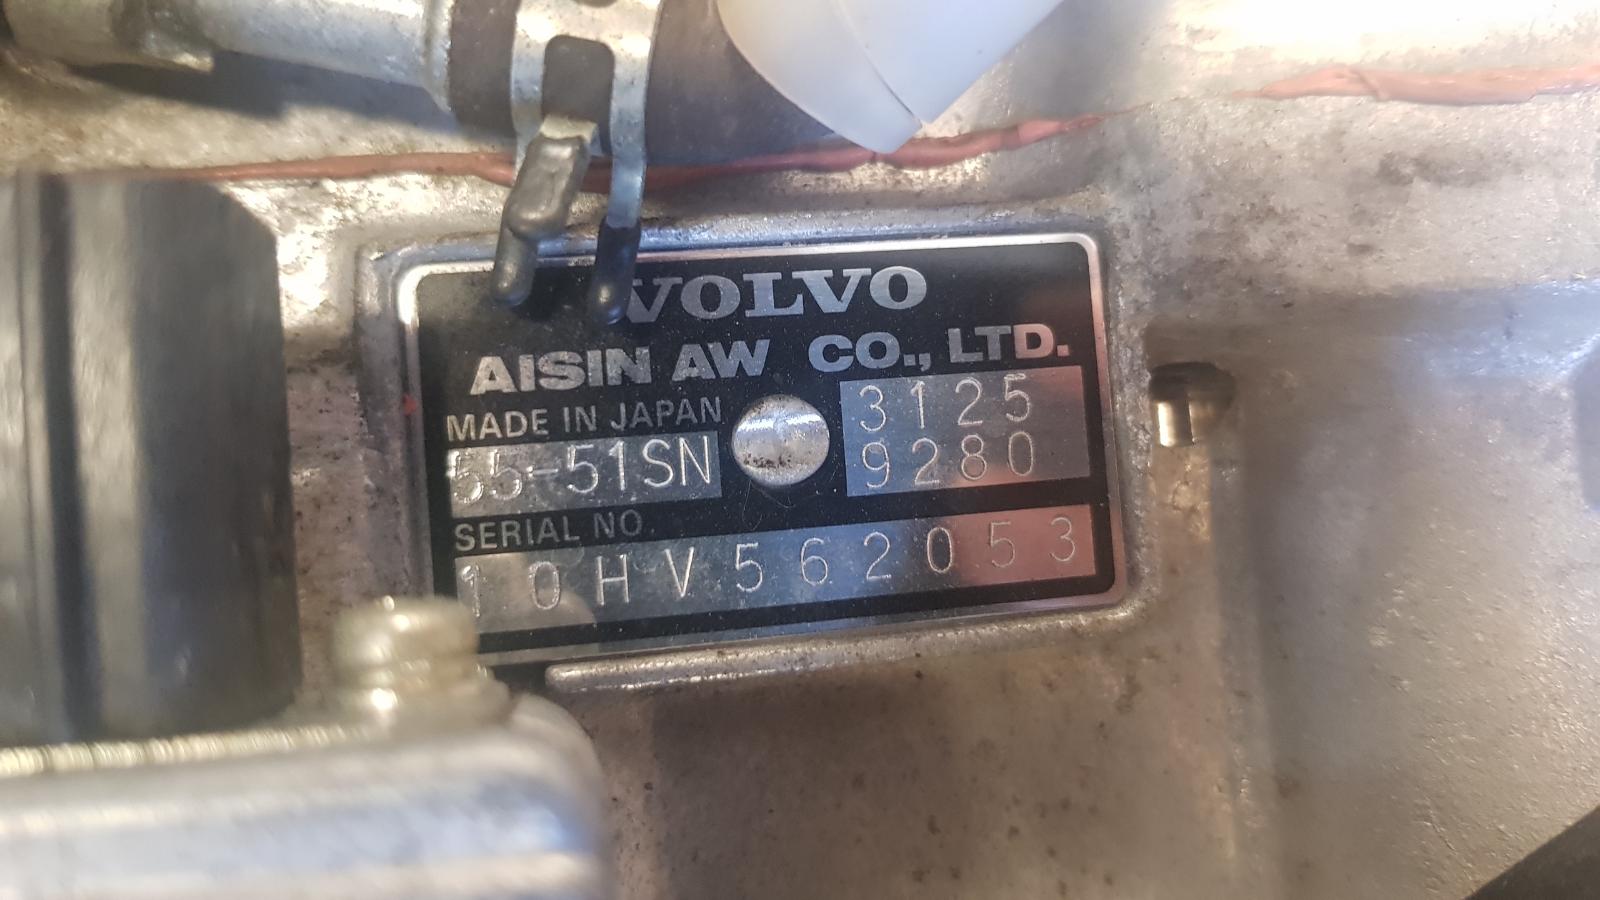 VOLVO
AISIN AW CO., LTD.
MADE IN JAPAN
55-51SN
3125
9280
SERIAL NO.
10HV562053